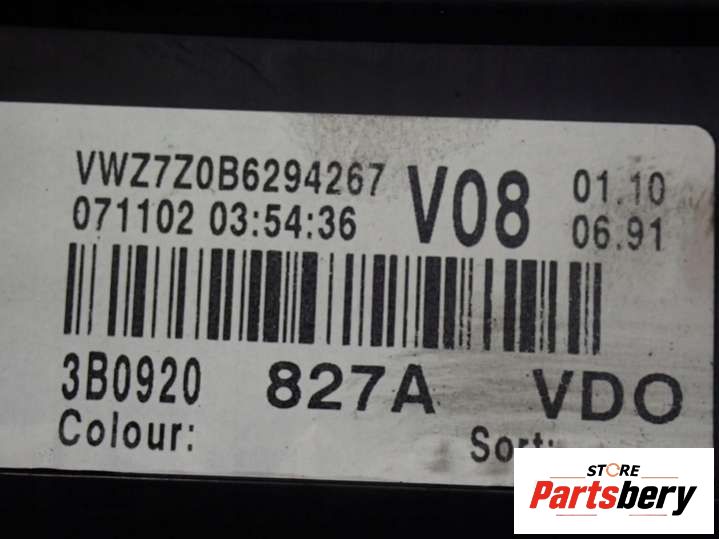 VWZ7Z0B6294267 V08 01.10
071102 03:54:36 06.91
3B0920 827A VDO
Colour: Sort:
STORE
Partsbery